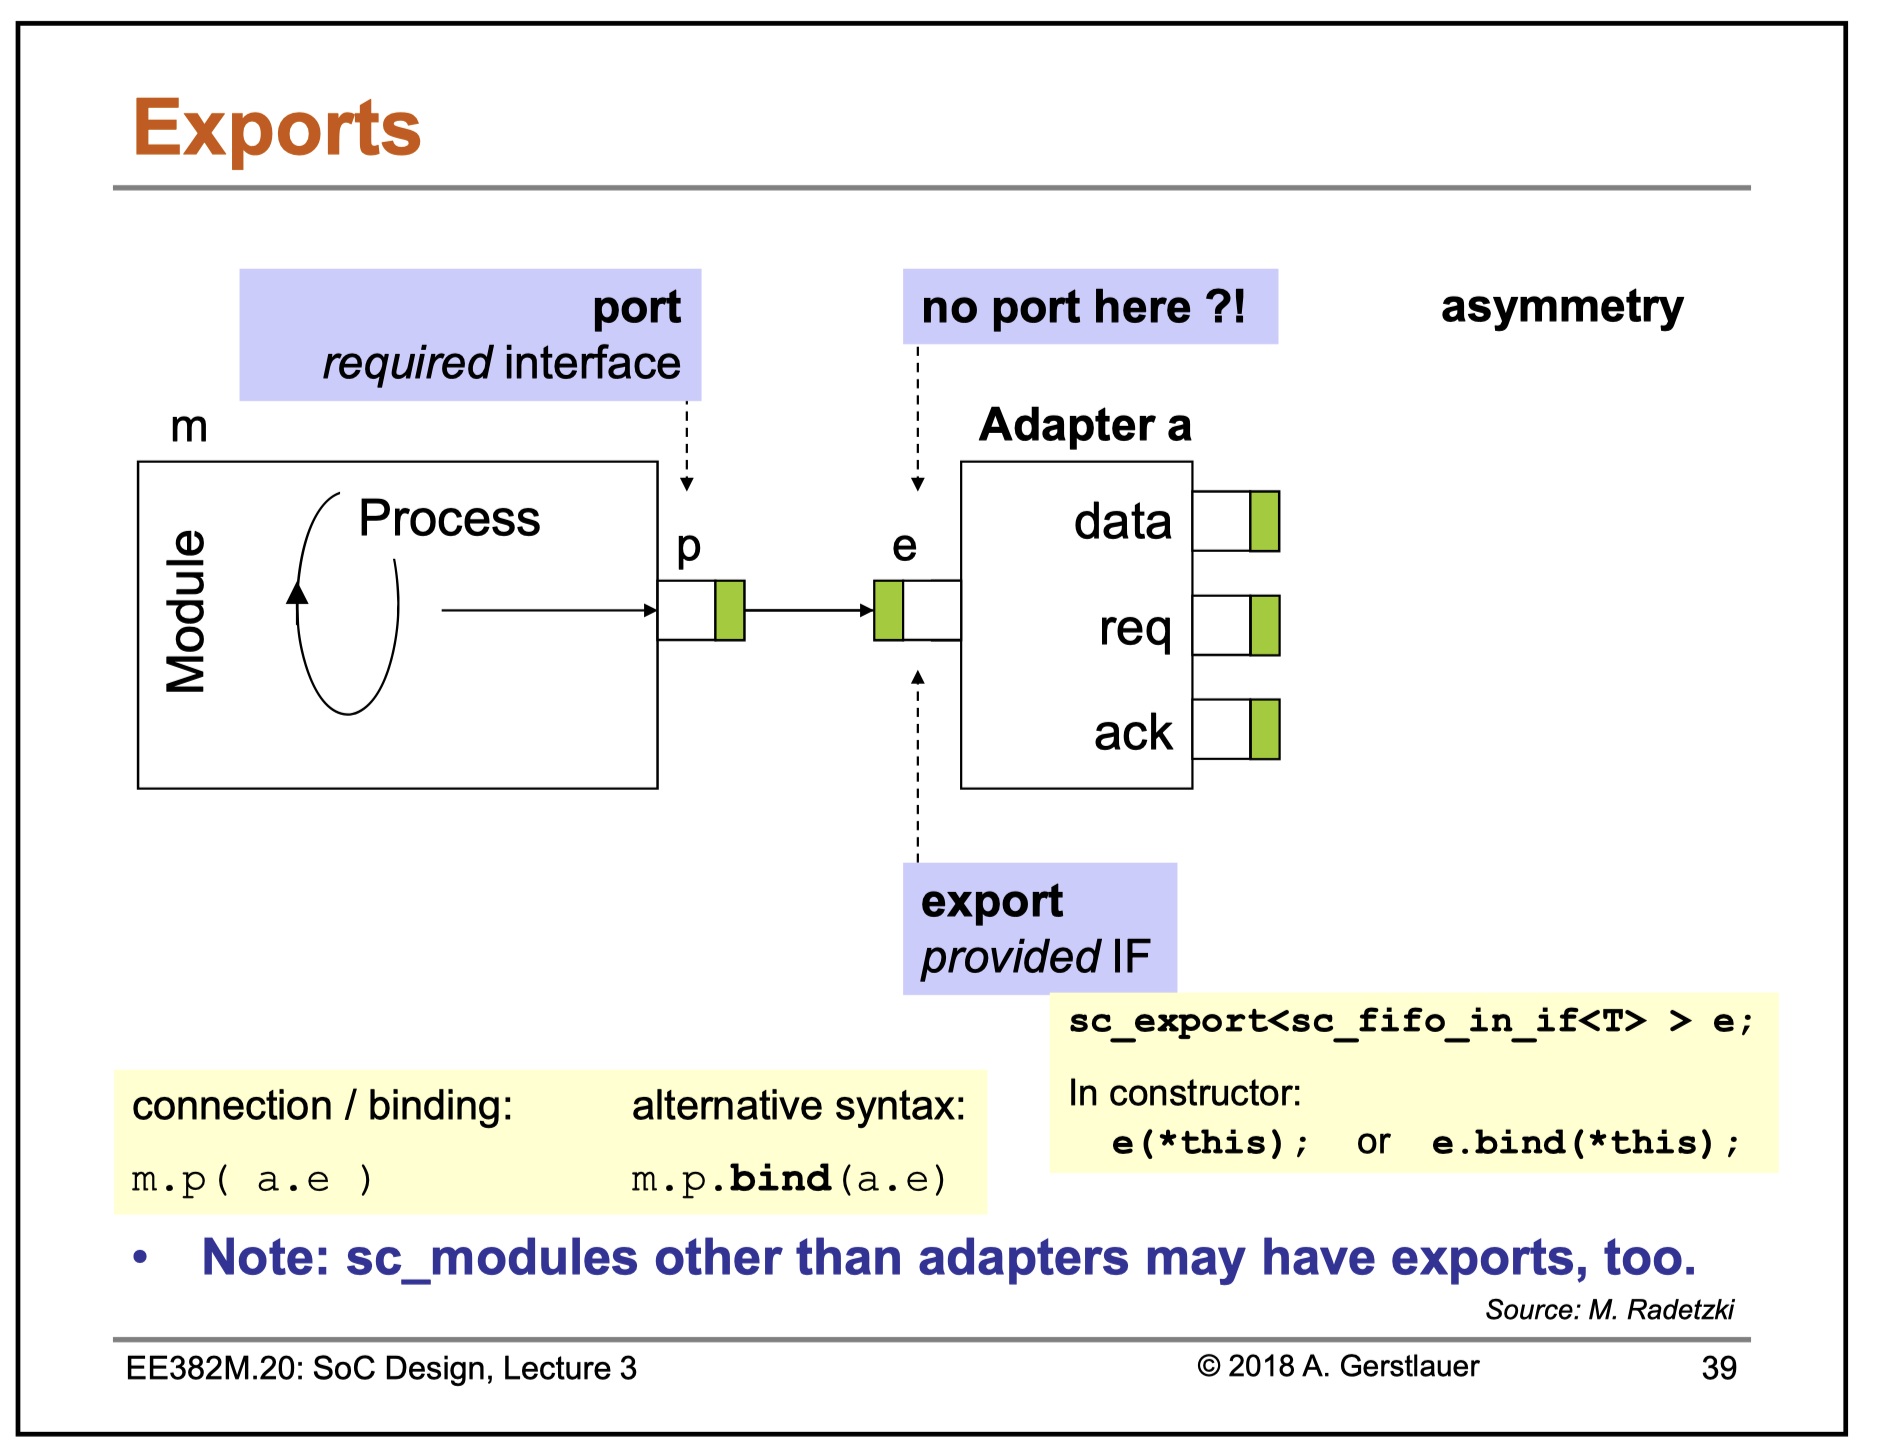 Exports
port
required interface
no port here ?!
asymmetry
m
Adapter a
Module
Process
p
e
data
req
ack
export
provided IF
sc_export<sc_fifo_in_if<T> > e;
In constructor:
e(*this); or e.bind(*this);
connection / binding: alternative syntax:
m.p( a.e ) m.p.bind(a.e)
• Note: sc_modules other than adapters may have exports, too.
Source: M. Radetzki
EE382M.20: SoC Design, Lecture 3 © 2018 A. Gerstlauer 39